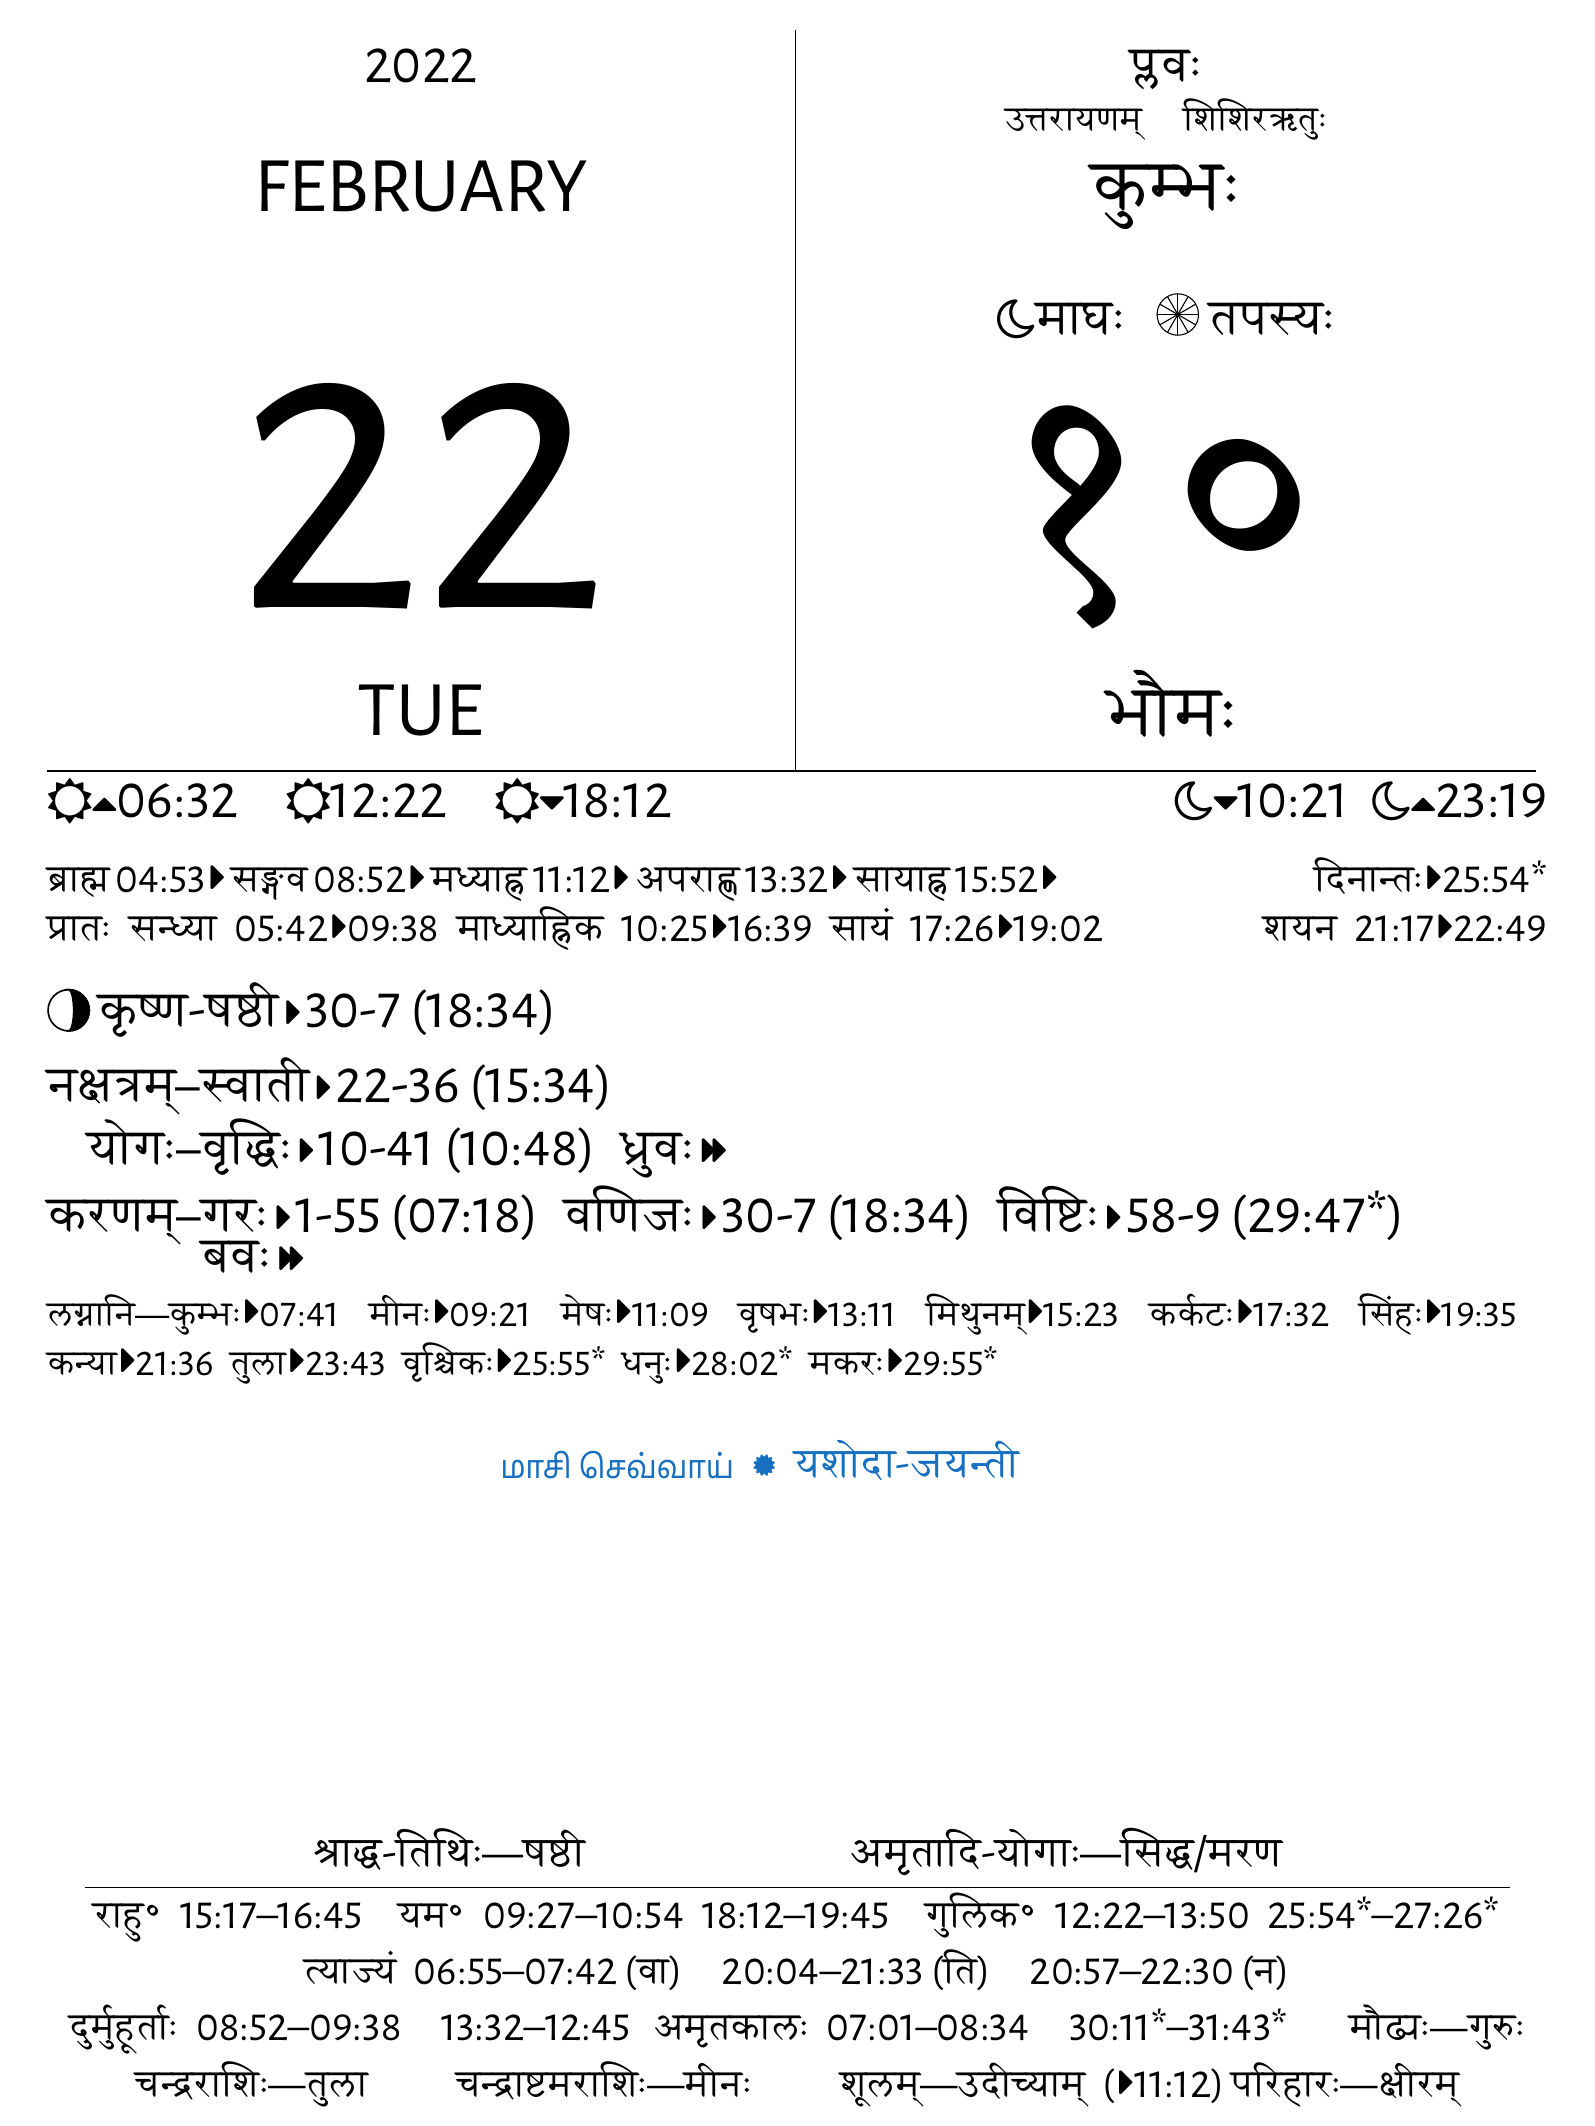 2022
FEBRUARY
22
TUE
प्लवः
उत्तरायणम् शिशिरऋतुः
कुम्भः
माघः तपस्यः
१०
भौमः
06:32 12:22 18:12 10:21 23:19
ब्राह्म 04:53 सङ्गव 08:52 मध्याह्न 11:12 अपराह्ण 13:32 सायाह्न 15:52 दिनान्तः 25:54*
प्रातः सन्ध्या 05:42 09:38 माध्याह्निक 10:25 16:39 सायं 17:26 19:02 शयन 21:17 22:49
कृष्ण-षष्ठी 30-7 (18:34)
नक्षत्रम्–स्वाती 22-36 (15:34)
योगः–वृद्धिः 10-41 (10:48) ध्रुवः
करणम्–गरः 1-55 (07:18) वणिजः 30-7 (18:34) विष्टिः 58-9 (29:47*)
बवः
लग्नानि—कुम्भः 07:41 मीनः 09:21 मेषः 11:09 वृषभः 13:11 मिथुनम् 15:23 कर्कटः 17:32 सिंहः 19:35
कन्या 21:36 तुला 23:43 वृश्चिकः 25:55* धनुः 28:02* मकरः 29:55*
மாசி செவ்வாய் यशोदा-जयन्ती
श्राद्ध-तिथिः—षष्ठी अमृतादि-योगाः—सिद्ध/मरण
राहु° 15:17–16:45 यम° 09:27–10:54 18:12–19:45 गुलिक° 12:22–13:50 25:54*–27:26*
त्याज्यं 06:55–07:42 (वा) 20:04–21:33 (ति) 20:57–22:30 (न)
दुर्मुहूर्ताः 08:52–09:38 13:32–12:45 अमृतकालः 07:01–08:34 30:11*–31:43* मौढ्यः—गुरुः
चन्द्रराशिः—तुला चन्द्राष्टमराशिः—मीनः शूलम्—उदीच्याम् (11:12) परिहारः—क्षीरम्